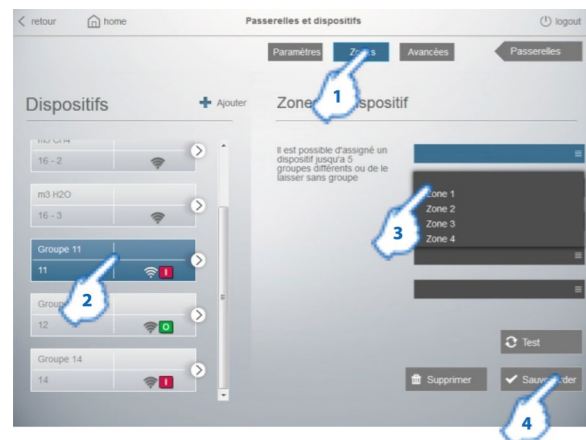 retour
home
Passerelles et dispositifs
logout
Paramètres
Avancées
Passerelles
1
Dispositifs
Ajouter
16 - 2
m3 H2O
16 - 3
Groupe 11
11
I
2
12
O
Groupe 14
14
I
Il est possible d'assigné un
dispositif jusqu'a 5
groupes différents ou de le
laisser sans groupe
Zone 1
Zone 2
Zone 3
Zone 4
3
Test
Supprimer
4